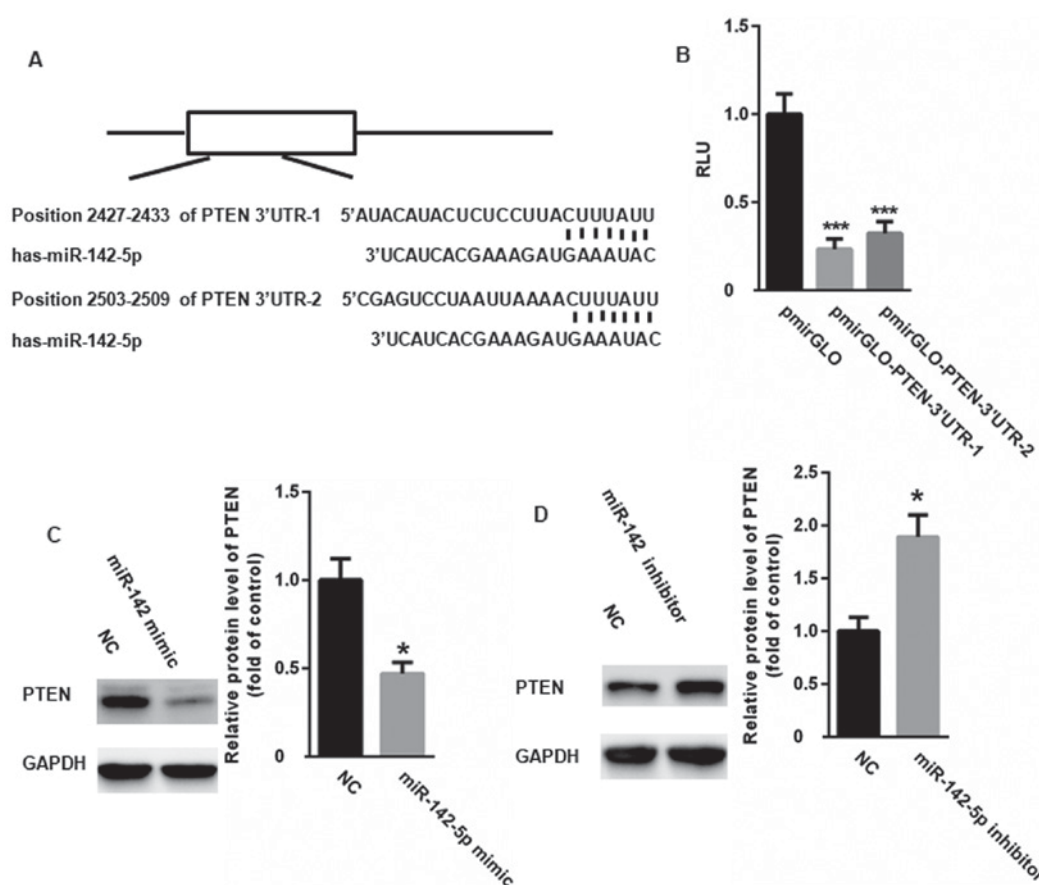 A
Position 2427-2433 of PTEN 3'UTR-1 5'AUACAUACUCUCCUUACUUUAUU
has-miR-142-5p 3'UCAUCACGAAAGAUGAAAUAC
Position 2503-2509 of PTEN 3'UTR-2 5'CGAGUCCUAAUUAAAACUUUAUU
has-miR-142-5p 3'UCAUCACGAAAGAUGAAAUAC
B
RLU
1.5
1.0
0.5
0
***
***
pmirGLO
pmirGLO-PTEN-3'UTR-1
pmirGLO-PTEN-3'UTR-2
C
NC
miR-142 mimic
PTEN
GAPDH
Relative protein level of PTEN
(fold of control)
1.5
1.0
0.5
0
*
NC
miR-142-5p mimic
D
NC
miR-142 inhibitor
PTEN
GAPDH
Relative protein level of PTEN
(fold of control)
2.5
2.0
1.5
1.0
0.5
0
*
NC
miR-142-5p inhibitor